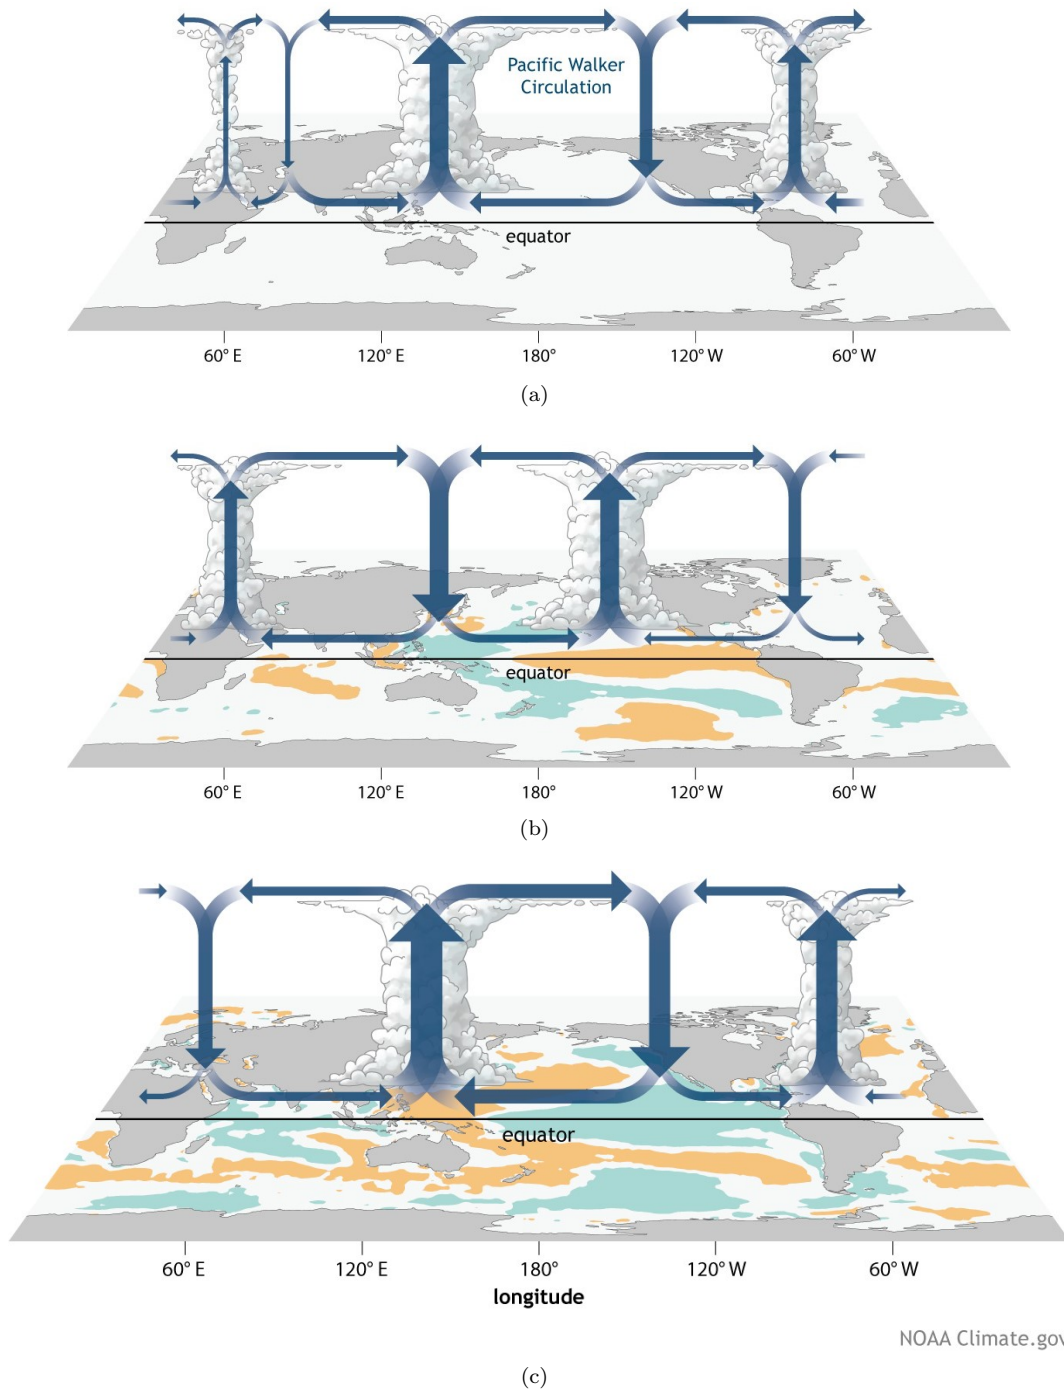 Pacific Walker
Circulation
equator
60° E 120° E 180° 120° W 60° W
(a)
equator
60° E 120° E 180° 120° W 60° W
(b)
equator
60° E 120° E 180° 120° W 60° W
longitude
NOAA Climate.gov
(c)